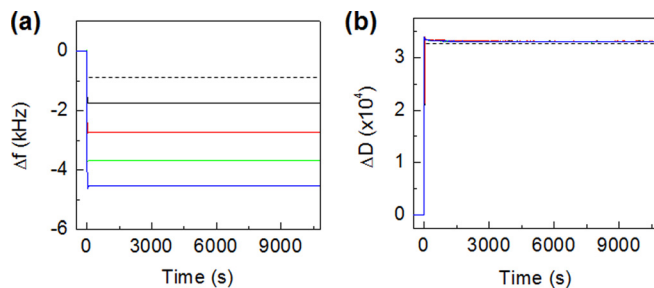 (a)
Δf (kHz)
0
-2
-4
-6
0 3000 6000 9000
Time (s)
(b)
ΔD (x10⁴)
3
2
1
0
0 3000 6000 9000
Time (s)